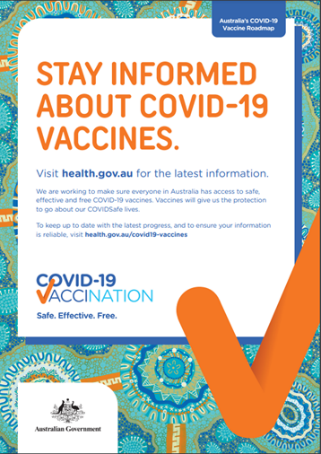 Australia's COVID-19
Vaccine Roadmap
STAY INFORMED
ABOUT COVID-19
VACCINES.
Visit health.gov.au for the latest information.
We are working to make sure everyone in Australia has access to safe,
effective and free COVID-19 vaccines. Vaccines will give us the protection
to go about our COVIDSafe lives.
To keep up to date with the latest progress, and to ensure your information
is reliable, visit health.gov.au/covid19-vaccines
COVID-19
VACCINATION
Safe. Effective. Free.
Australian Government